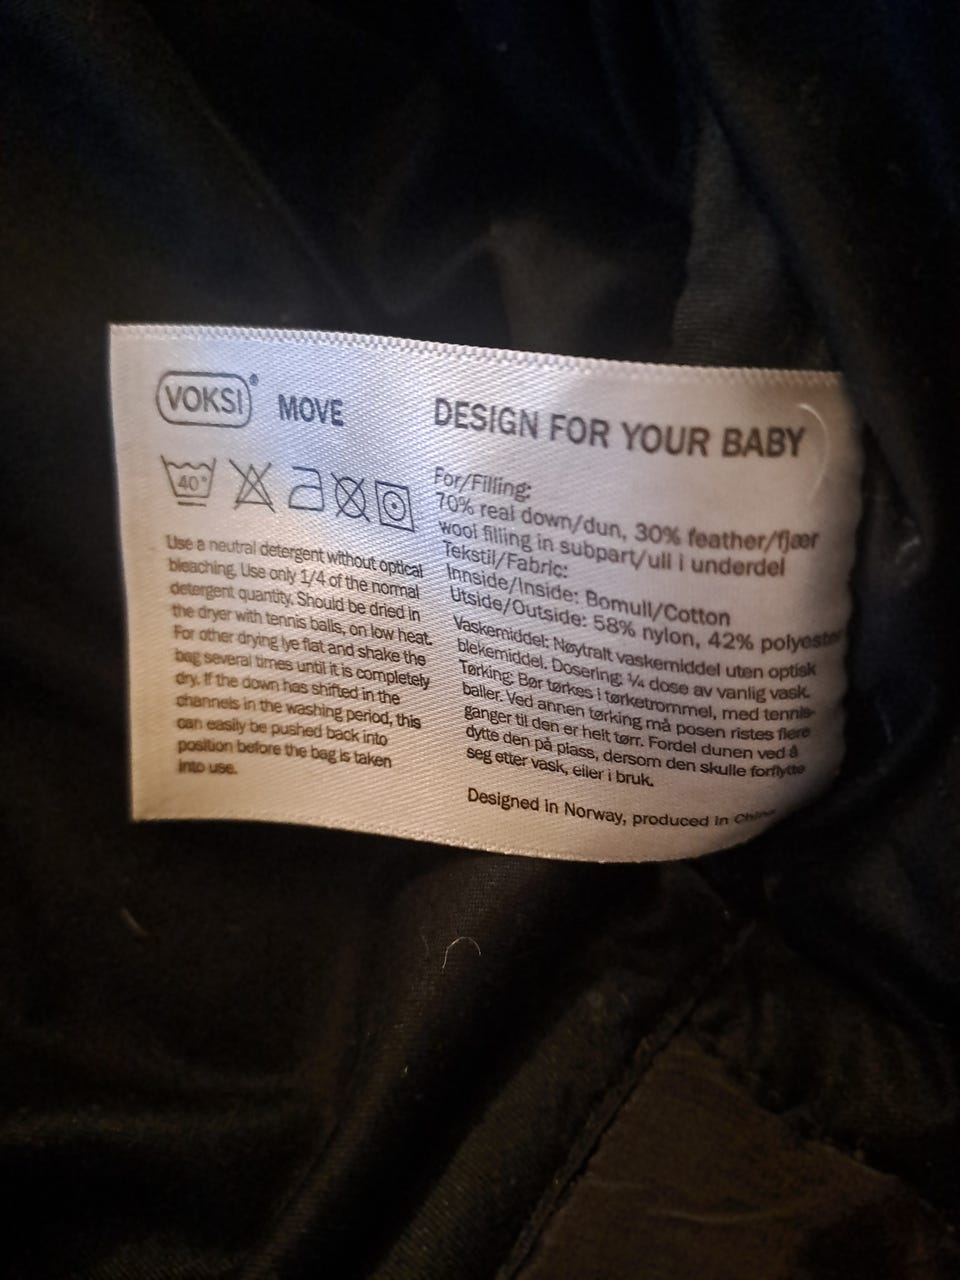 VOKSI® MOVE
40°
Use a neutral detergent without optical
bleaching. Use only 1/4 of the normal
detergent quantity. Should be dried in
the dryer with tennis balls, on low heat.
For other drying lye flat and shake the
bag several times until it is completely
dry. If the down has shifted in the
channels in the washing period, this
can easily be pushed back into
position before the bag is taken
into use.
DESIGN FOR YOUR BABY
For/Filling:
70% real down/dun, 30% feather/fjær
wool filling in subpart/ull i underdel
Tekstil/Fabric:
Innside/Inside: Bomull/Cotton
Utside/Outside: 58% nylon, 42% polyester
Vaskemiddel: Nøytralt vaskemiddel uten optisk
blekemiddel. Dosering: ¼ dose av vanlig vask.
Tørking: Bør tørkes i tørketrommel, med tennis-
baller. Ved annen tørking må posen ristes flere
ganger til den er helt tørr. Fordel dunen ved å
dytte den på plass, dersom den skulle forflytte
seg etter vask, eller i bruk.
Designed in Norway, produced in China